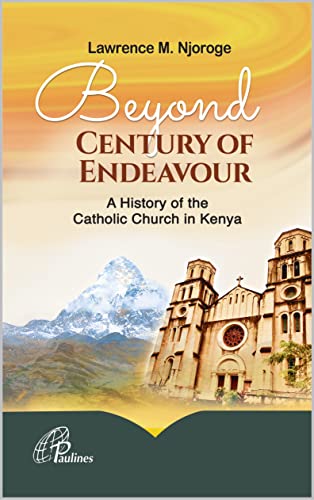 Lawrence M. Njoroge
Beyond
CENTURY OF
ENDEAVOUR
A History of the
Catholic Church in Kenya
Paulines